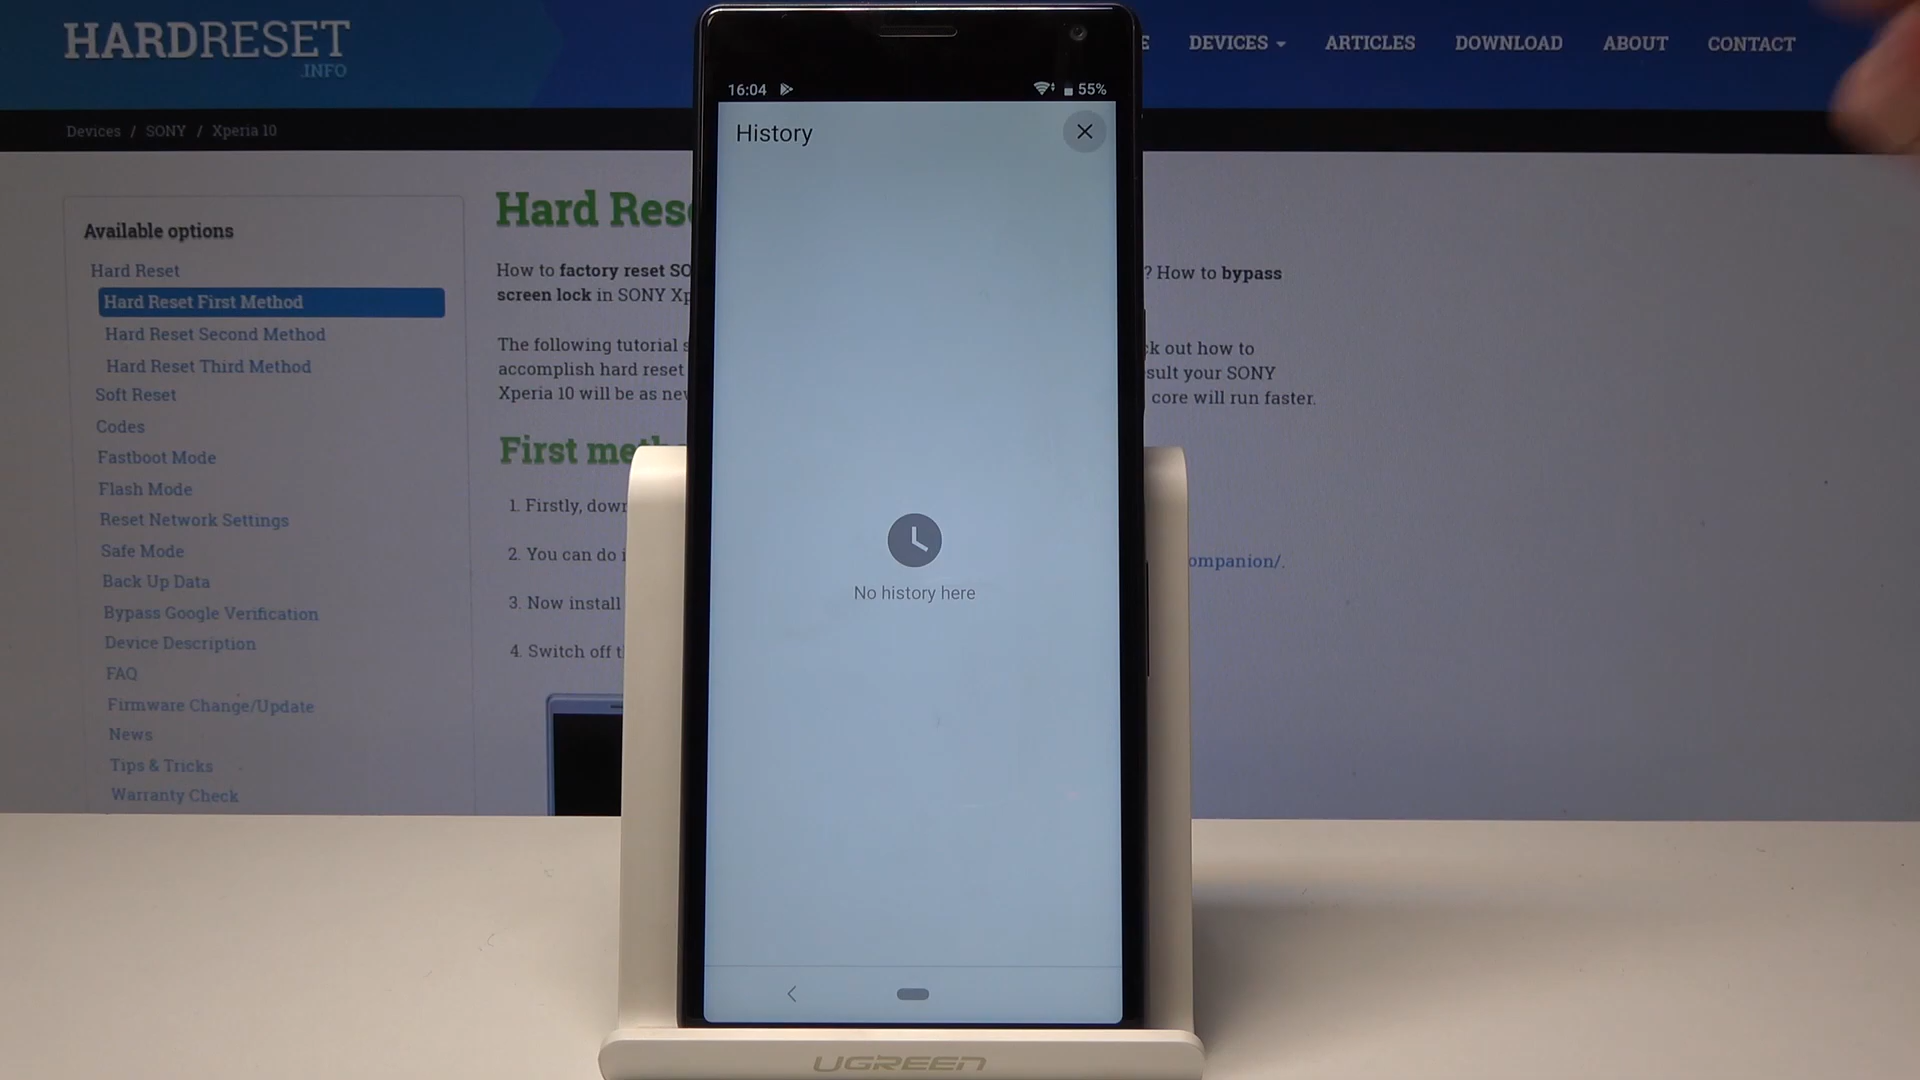 HARDRESET
.INFO
DEVICES
ARTICLES
DOWNLOAD
ABOUT
CONTACT
Devices / SONY / Xperia 10
16:04
55%
History
No history here
Available options
Hard Reset
Hard Reset First Method
Hard Reset Second Method
Hard Reset Third Method
Soft Reset
Codes
Fastboot Mode
Flash Mode
Reset Network Settings
Safe Mode
Back Up Data
Bypass Google Verification
Device Description
FAQ
Firmware Change/Update
News
Tips & Tricks
Warranty Check
Hard Res
How to factory reset SO ? How to bypass
screen lock in SONY Xp
The following tutorial s ck out how to
accomplish hard reset sult your SONY
Xperia 10 will be as new core will run faster.
First me
1. Firstly, down
2. You can do i ompanion/.
3. Now install
4. Switch off t
UGREEN